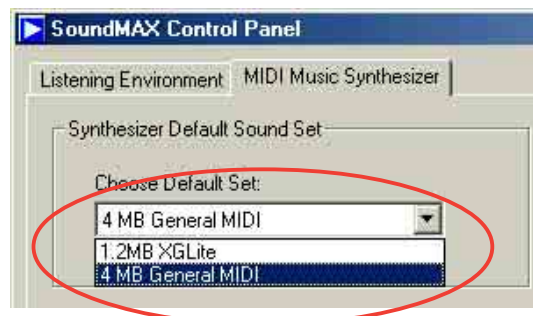 SoundMAX Control Panel
Listening Environment MIDI Music Synthesizer
Synthesizer Default Sound Set
Choose Default Set:
4 MB General MIDI
1.2MB XGLite
4 MB General MIDI